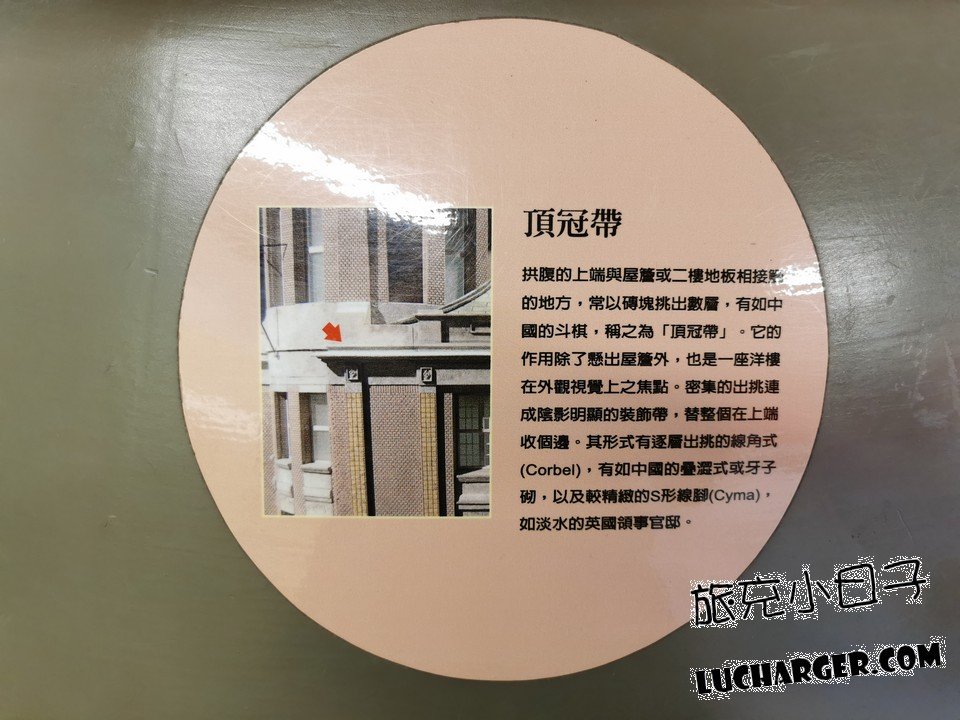 頂冠帶
拱腹的上端與屋簷或二樓地板相接觸
的地方，常以磚塊挑出數層，有如中
國的斗棋，稱之為「頂冠帶」。它的
作用除了懸出屋簷外，也是一座洋樓
在外觀視覺上之焦點。密集的出挑連
成陰影明顯的裝飾帶，替整個在上端
收個邊。其形式有逐層出挑的線角式
(Corbel)，有如中國的疊澀式或牙子
砌，以及較精緻的S形線腳(Cyma)，
如淡水的英國領事官邸。
旅充小日子
LUCHARGER.COM